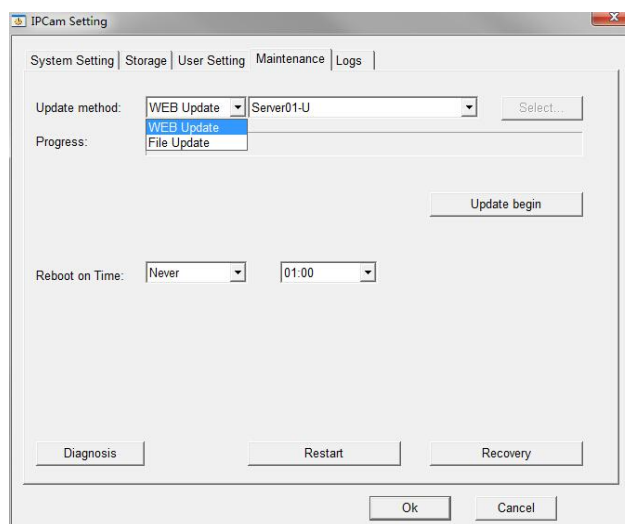 IPCam Setting
System Setting Storage User Setting Maintenance Logs
Update method: WEB Update Server01-U Select...
WEB Update
Progress: File Update
Update begin
Reboot on Time: Never 01:00
Diagnosis Restart Recovery
Ok Cancel